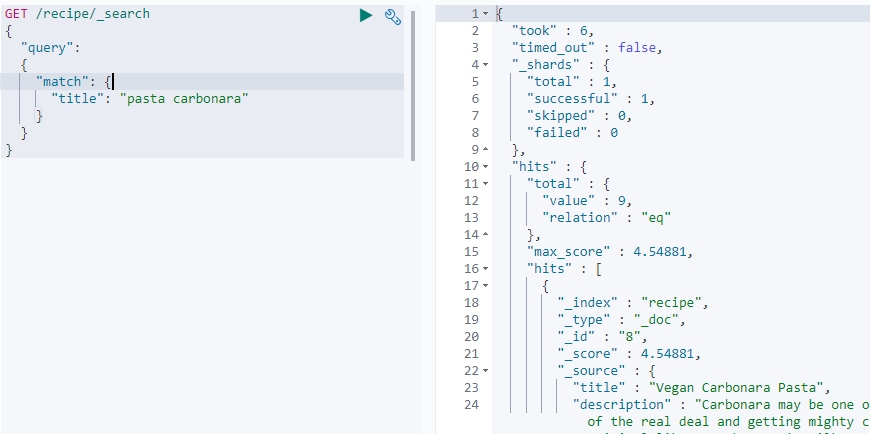 GET /recipe/_search
{
"query":
{
"match": {
"title": "pasta carbonara"
}
}
}
1 {
2 "took" : 6,
3 "timed_out" : false,
4 "_shards" : {
5 "total" : 1,
6 "successful" : 1,
7 "skipped" : 0,
8 "failed" : 0
9 },
10 "hits" : {
11 "total" : {
12 "value" : 9,
13 "relation" : "eq"
14 },
15 "max_score" : 4.54881,
16 "hits" : [
17 {
18 "_index" : "recipe",
19 "_type" : "_doc",
20 "_id" : "8",
21 "_score" : 4.54881,
22 "_source" : {
23 "title" : "Vegan Carbonara Pasta",
24 "description" : "Carbonara may be one o
of the real deal and getting mighty c